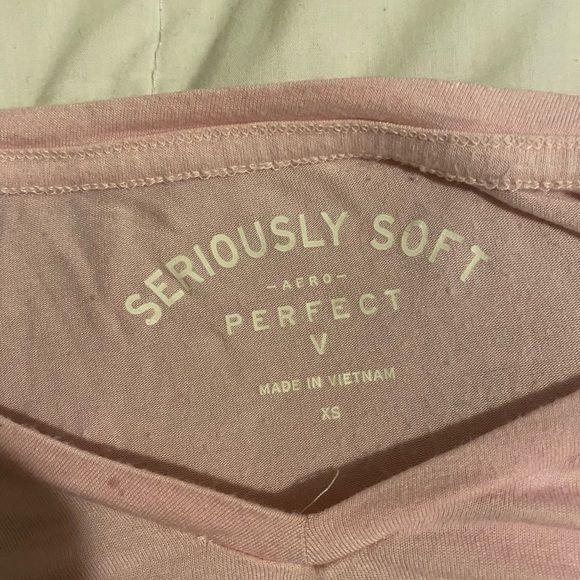 SERIOUSLY SOFT
- AERO -
PERFECT
V
MADE IN VIETNAM
XS